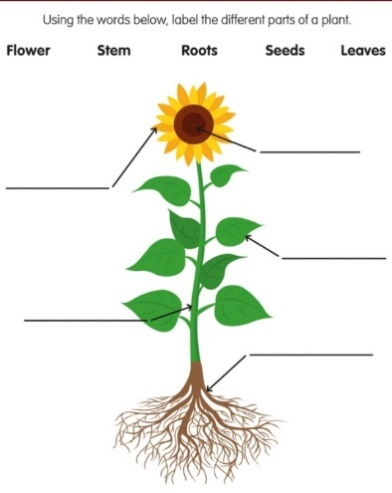 Using the words below, label the different parts of a plant.
Flower Stem Roots Seeds Leaves